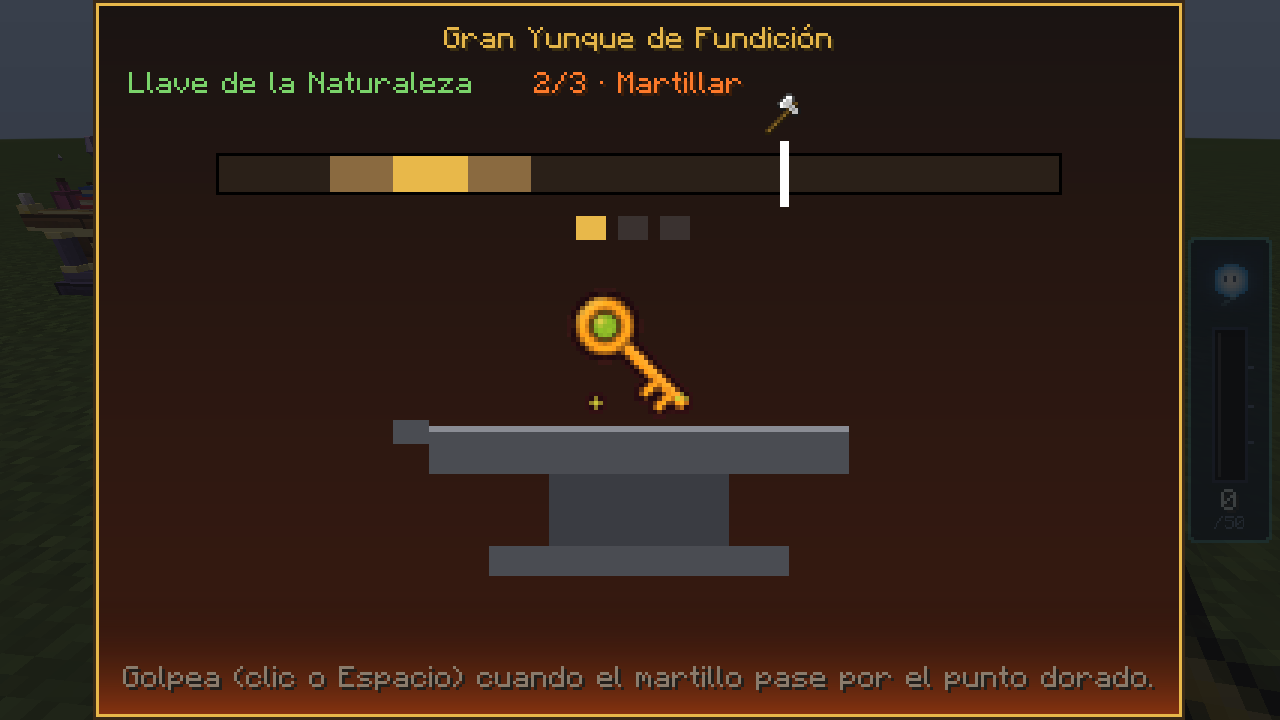 Gran Yunque de Fundición
Llave de la Naturaleza 2/3 · Martillar
0
/50
Golpea (clic o Espacio) cuando el martillo pase por el punto dorado.